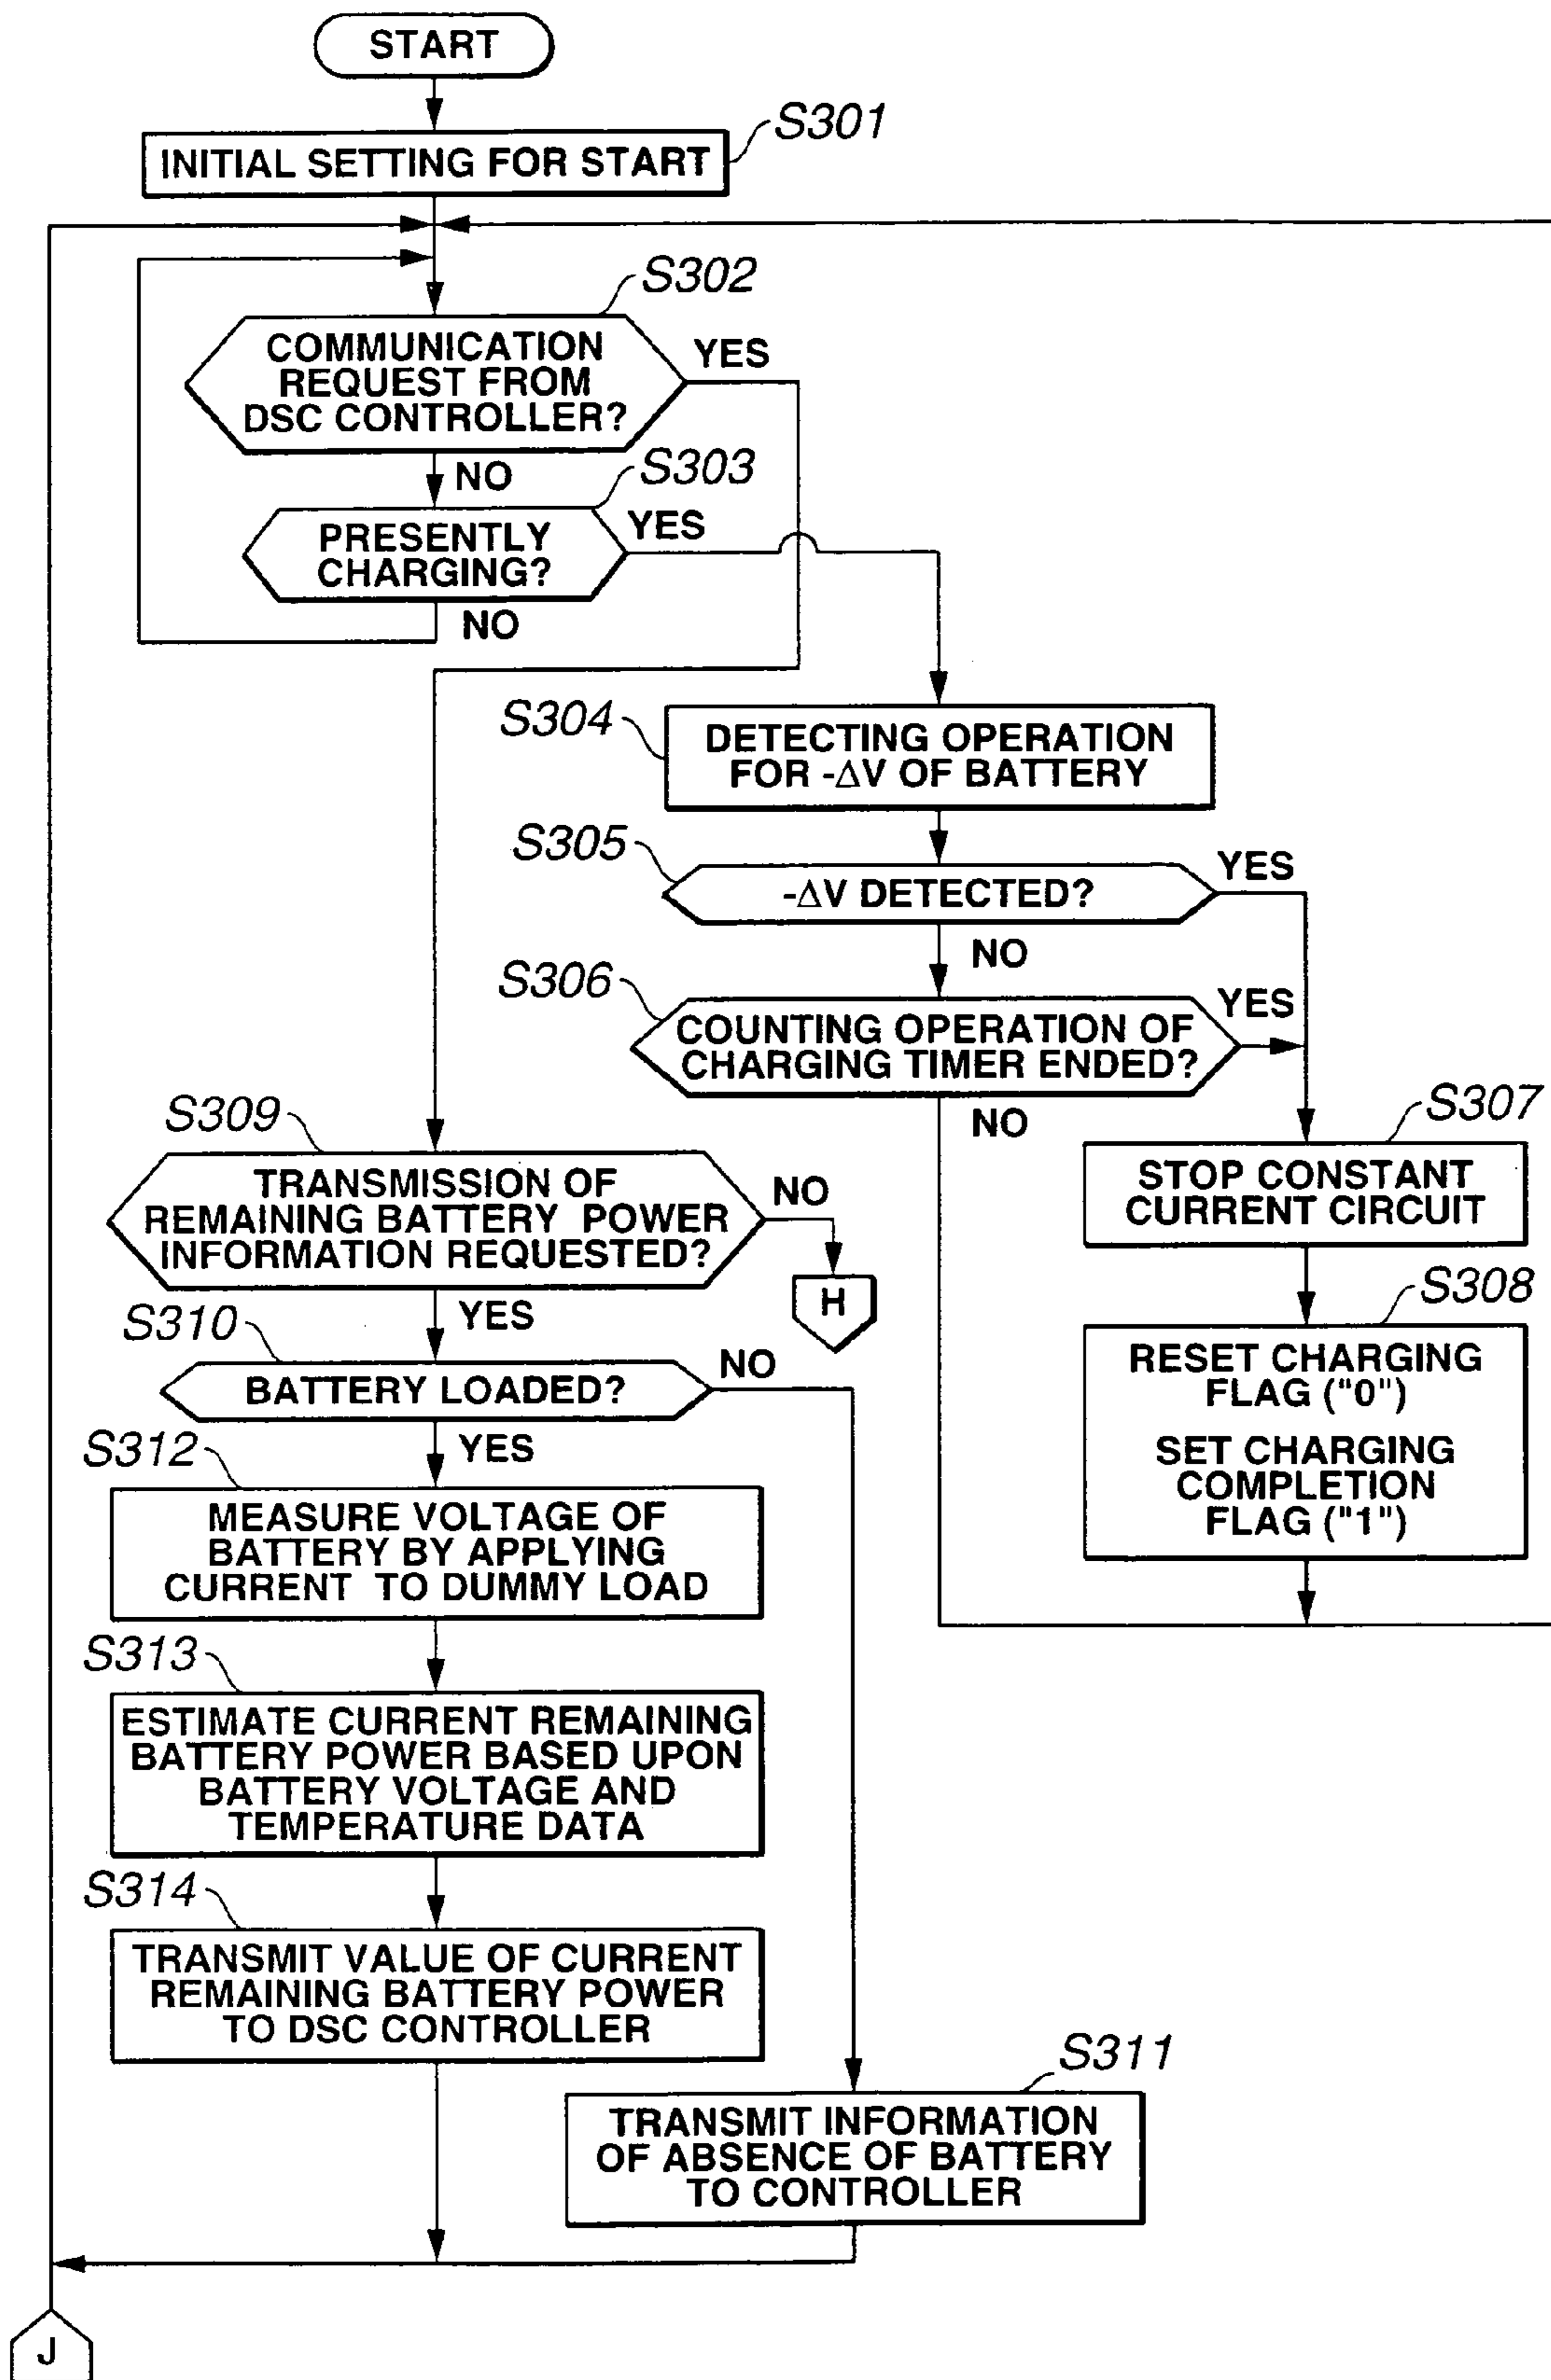 START
S301
INITIAL SETTING FOR START
S302
COMMUNICATION
REQUEST FROM
DSC CONTROLLER?
YES
NO
S303
PRESENTLY
CHARGING?
YES
NO
S304
DETECTING OPERATION
FOR -ΔV OF BATTERY
S305
-ΔV DETECTED?
YES
NO
S306
COUNTING OPERATION OF
CHARGING TIMER ENDED?
YES
NO
S307
STOP CONSTANT
CURRENT CIRCUIT
S308
RESET CHARGING
FLAG ("0")
SET CHARGING
COMPLETION
FLAG ("1")
S309
TRANSMISSION OF
REMAINING BATTERY POWER
INFORMATION REQUESTED?
NO
H
YES
S310
BATTERY LOADED?
NO
YES
S312
MEASURE VOLTAGE OF
BATTERY BY APPLYING
CURRENT TO DUMMY LOAD
S313
ESTIMATE CURRENT REMAINING
BATTERY POWER BASED UPON
BATTERY VOLTAGE AND
TEMPERATURE DATA
S314
TRANSMIT VALUE OF CURRENT
REMAINING BATTERY POWER
TO DSC CONTROLLER
S311
TRANSMIT INFORMATION
OF ABSENCE OF BATTERY
TO CONTROLLER
J